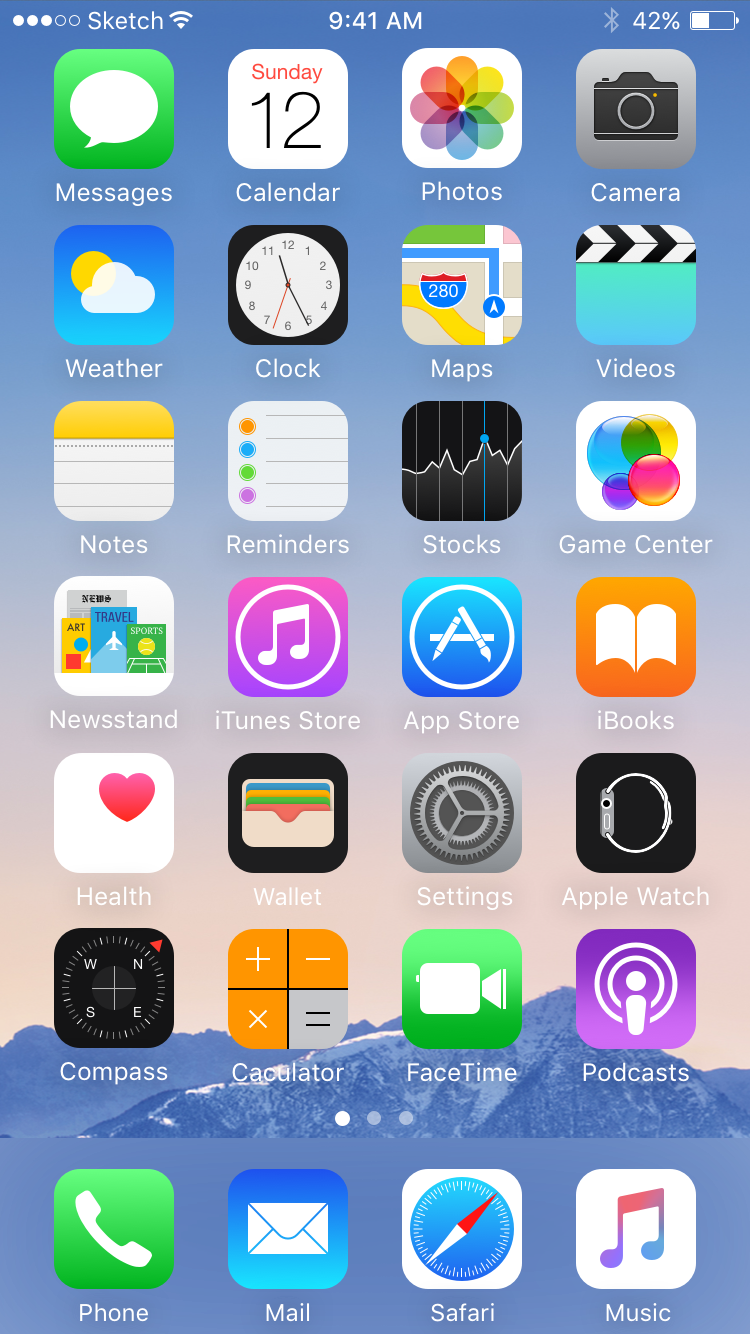 Sketch 9:41 AM 42%
Sunday
12
Messages Calendar Photos Camera
12
11 1
10 2
9 3
8 4
7 5
6
280
Weather Clock Maps Videos
Notes Reminders Stocks Game Center
NEWS
TRAVEL
ART
SPORTS
Newsstand iTunes Store App Store iBooks
Health Wallet Settings Apple Watch
W N
S E
Compass Caculator FaceTime Podcasts
Phone Mail Safari Music